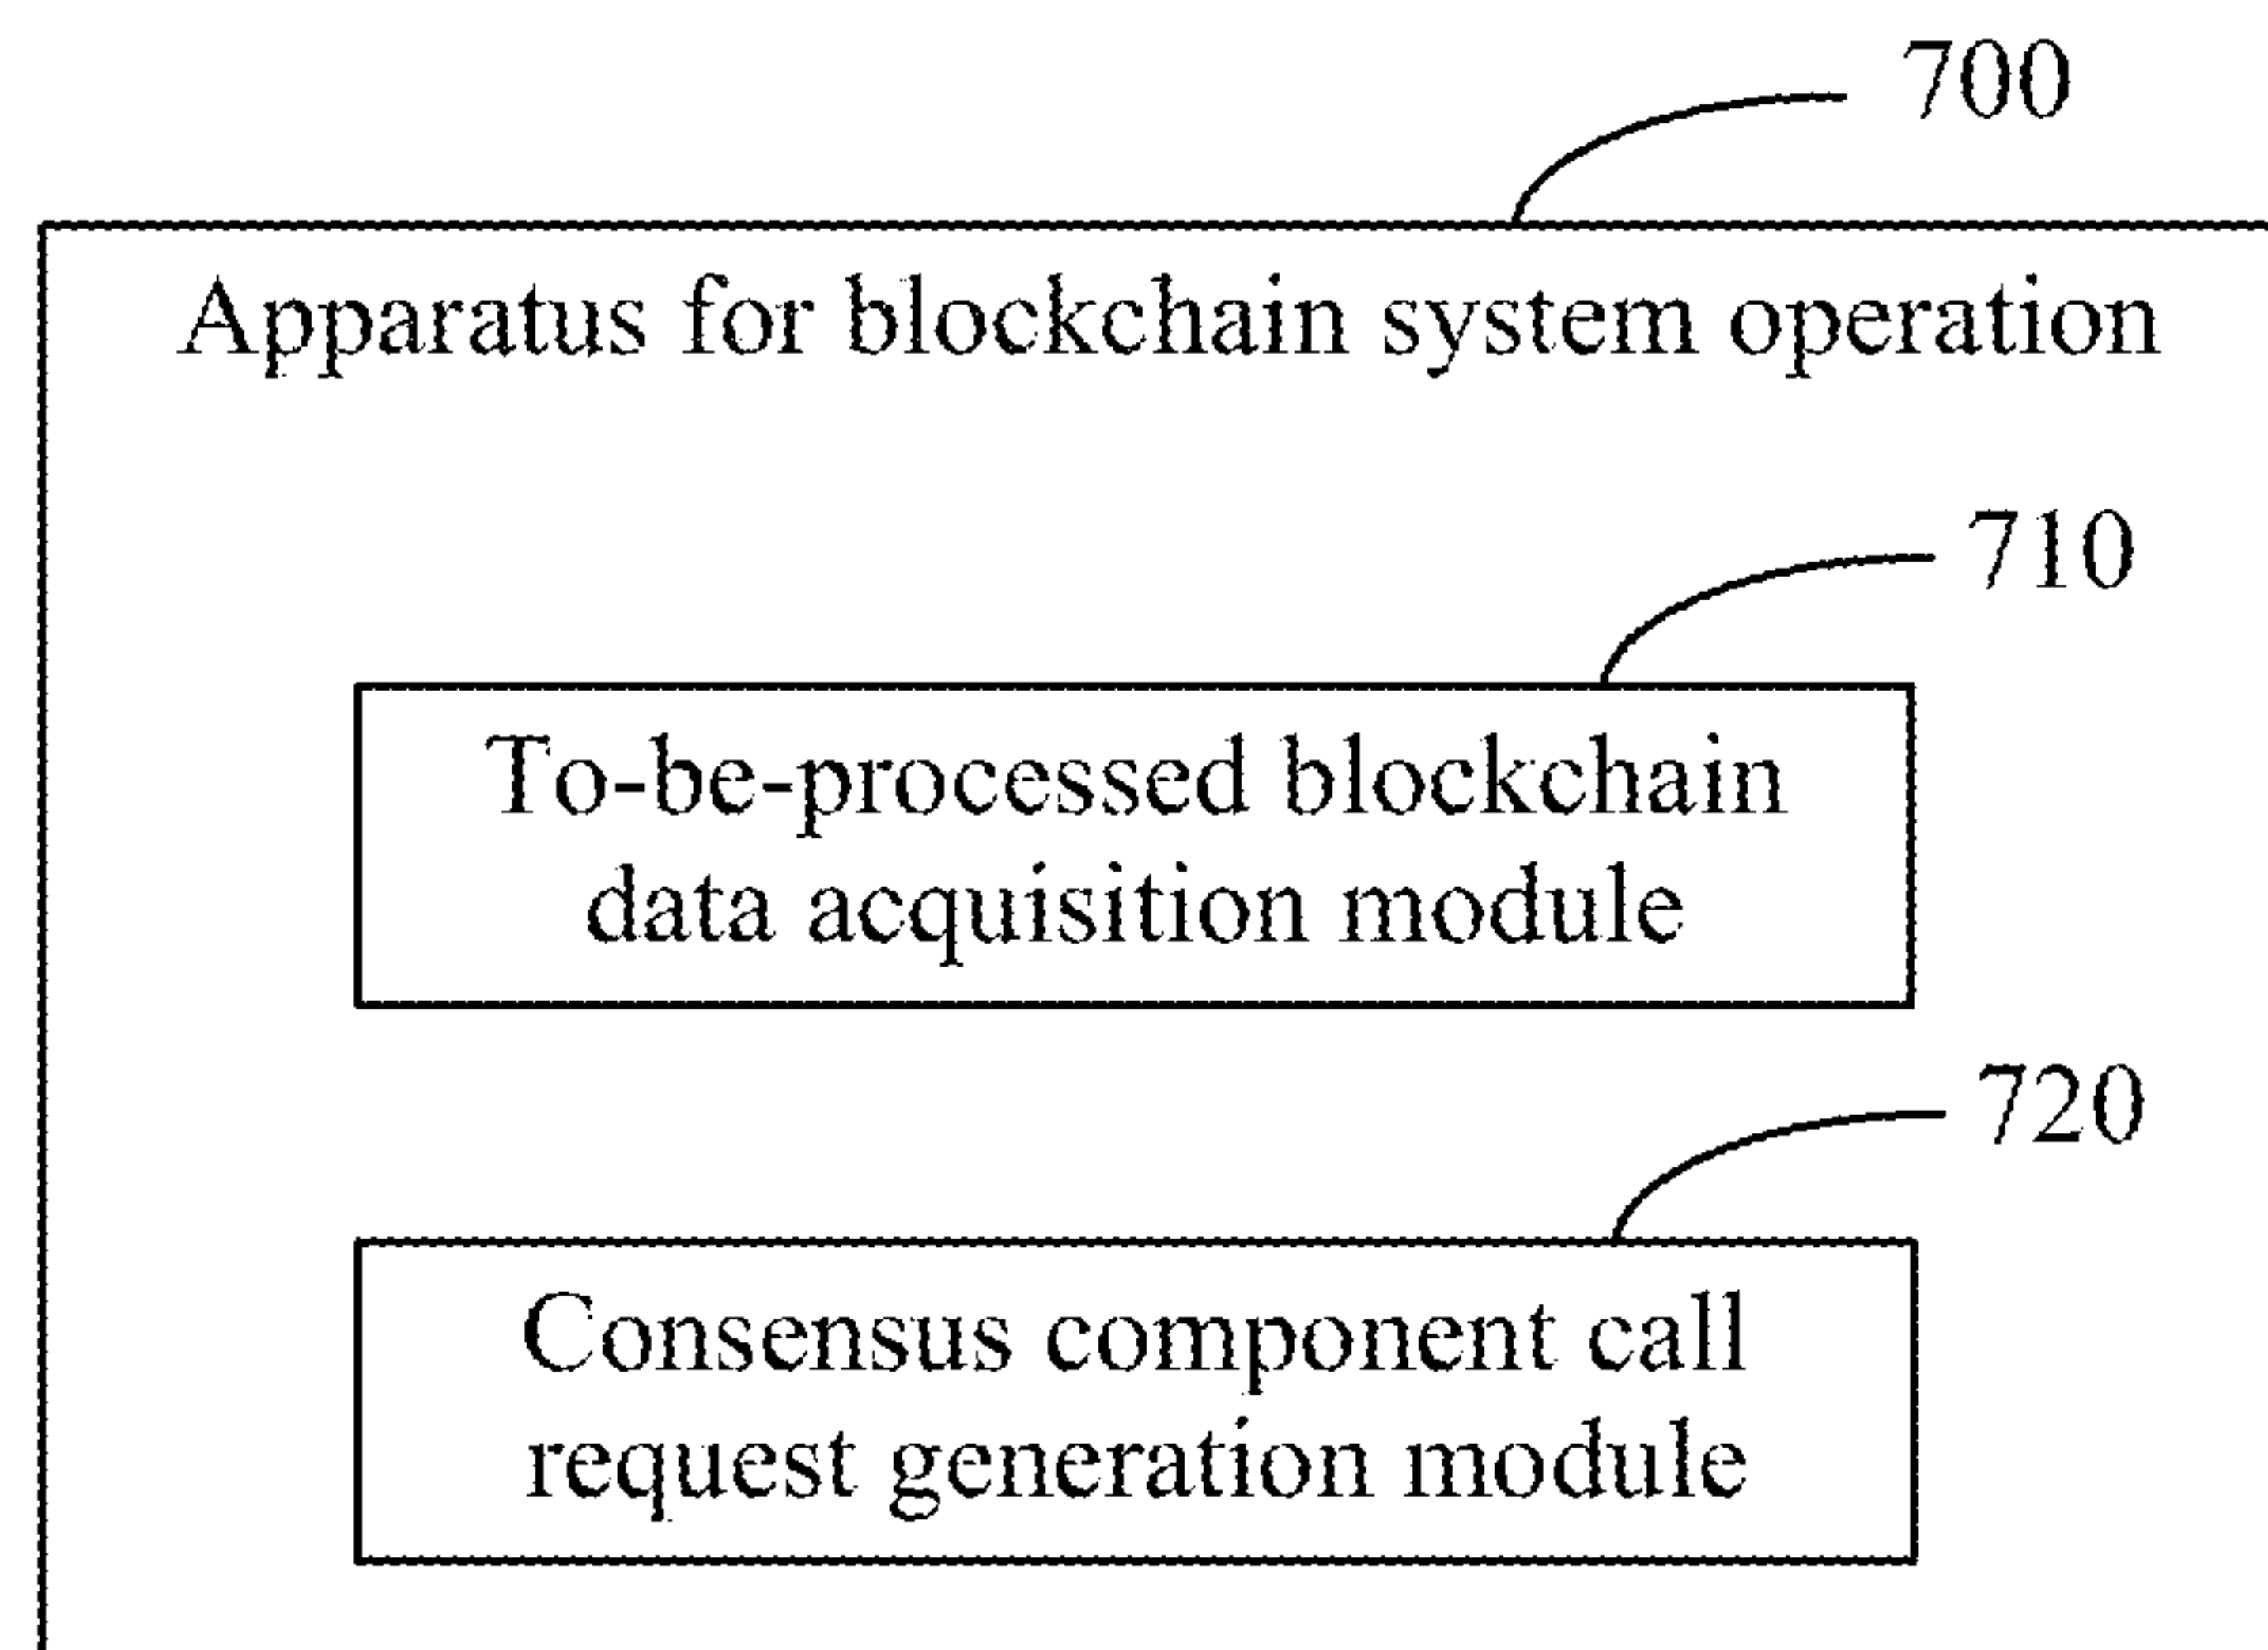 700
Apparatus for blockchain system operation
710
To-be-processed blockchain
data acquisition module
720
Consensus component call
request generation module